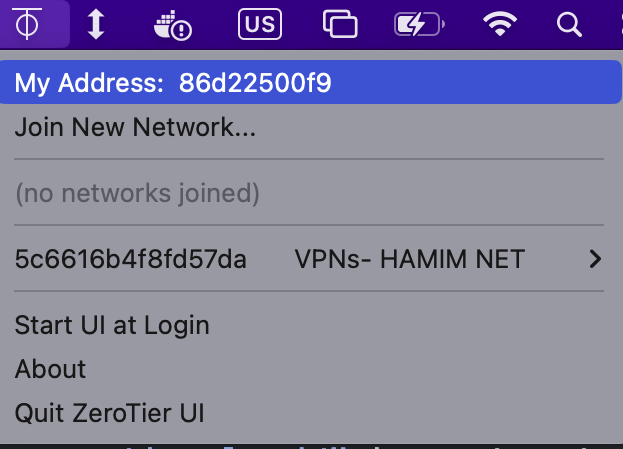 US
My Address: 86d22500f9
Join New Network...
(no networks joined)
5c6616b4f8fd57da VPNs- HAMIM NET
Start UI at Login
About
Quit ZeroTier UI